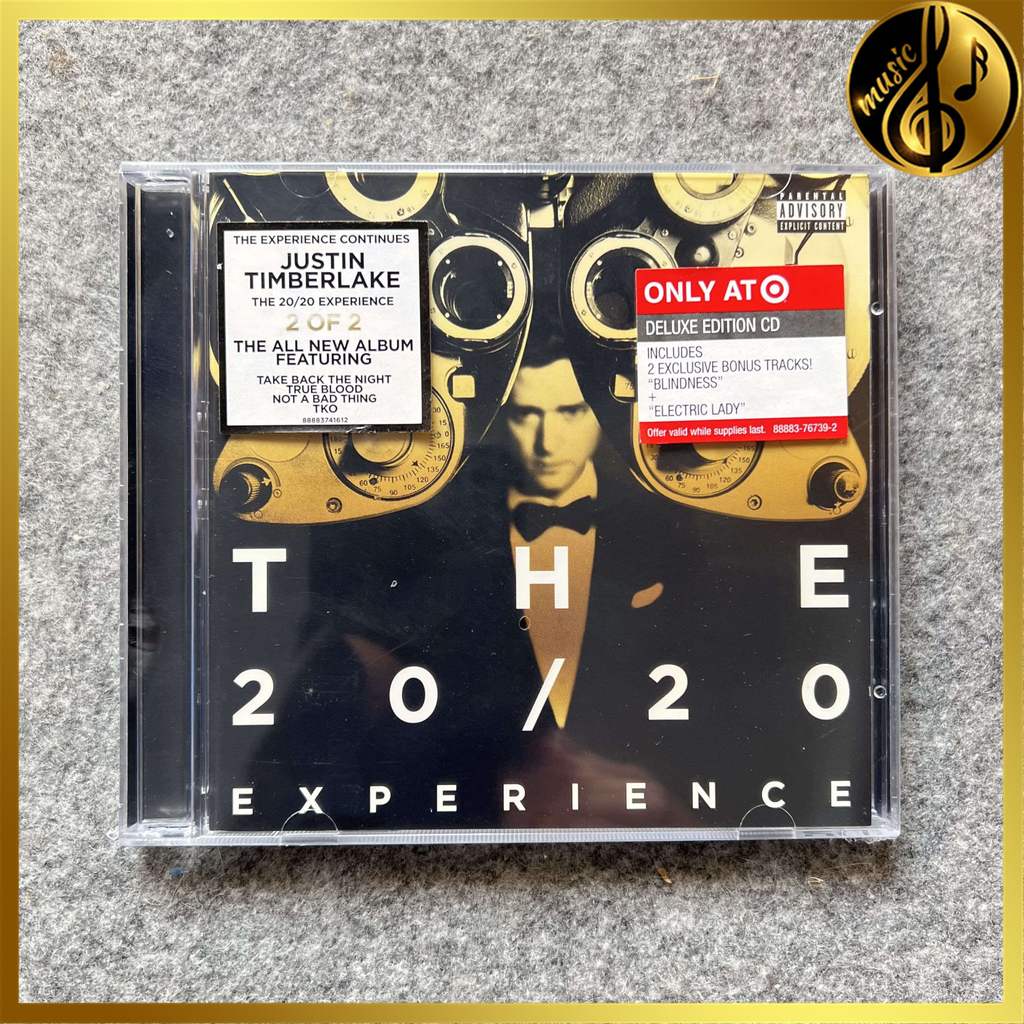 music
PARENTAL
ADVISORY
EXPLICIT CONTENT
THE EXPERIENCE CONTINUES
JUSTIN
TIMBERLAKE
THE 20/20 EXPERIENCE
2 OF 2
THE ALL NEW ALBUM
FEATURING
TAKE BACK THE NIGHT
TRUE BLOOD
NOT A BAD THING
TKO
88883741612
ONLY AT
DELUXE EDITION CD
INCLUDES
2 EXCLUSIVE BONUS TRACKS!
“BLINDNESS”
+
“ELECTRIC LADY”
Offer valid while supplies last. 88883-76739-2
THE
20/20
EXPERIENCE